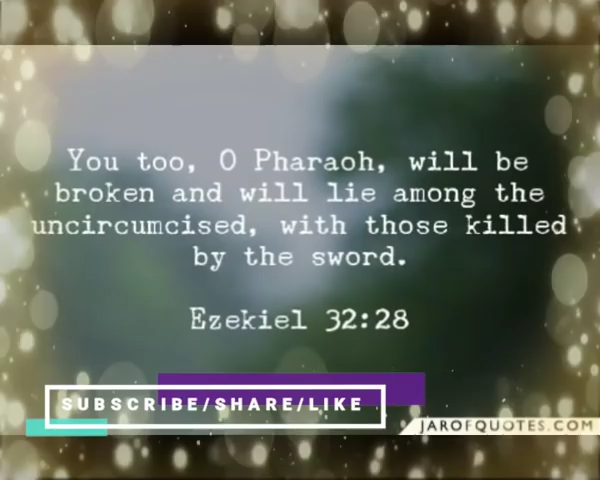 You too, O Pharaoh, will be
broken and will lie among the
uncircumcised, with those killed
by the sword.
Ezekiel 32:28
SUBSCRIBE/SHARE/LIKE
JAROFQUOTES.COM